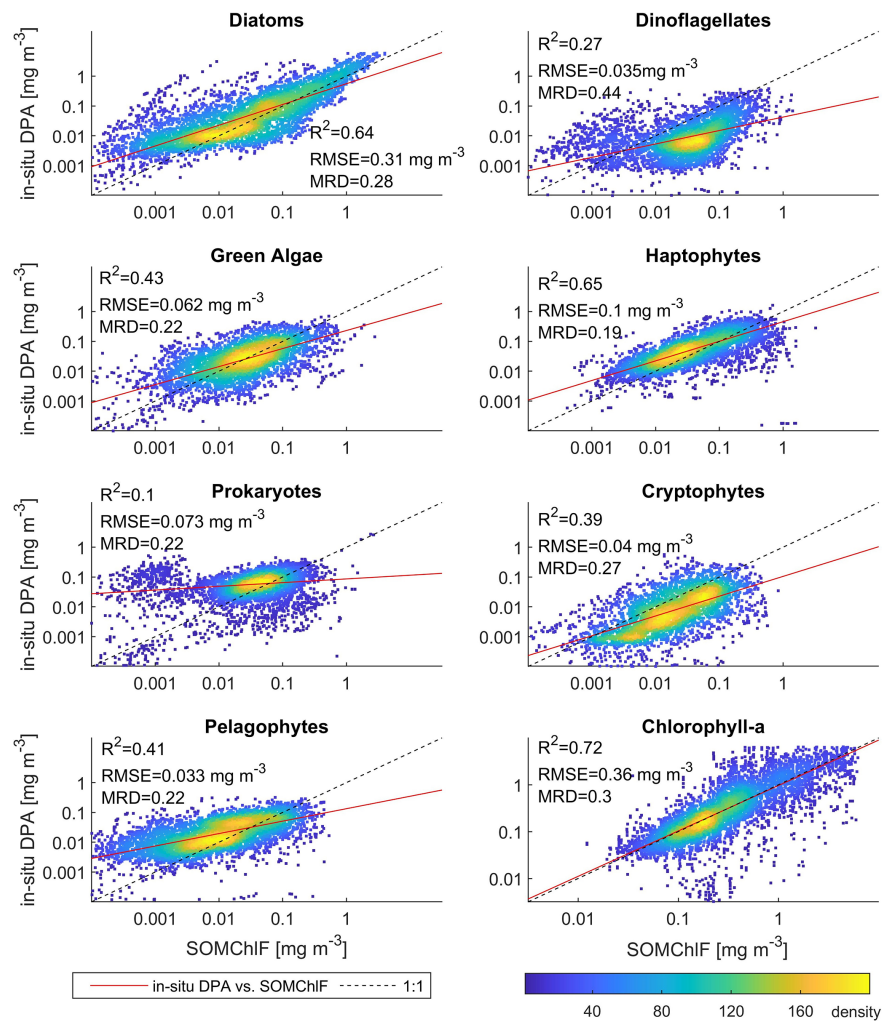 Diatoms
in-situ DPA [mg m-3]
1
0.1
0.01
0.001
R2=0.64
RMSE=0.31 mg m-3
MRD=0.28
0.001 0.01 0.1 1
Dinoflagellates
R2=0.27
RMSE=0.035mg m-3
MRD=0.44
1
0.1
0.01
0.001
0.001 0.01 0.1 1
Green Algae
in-situ DPA [mg m-3]
R2=0.43
RMSE=0.062 mg m-3
MRD=0.22
1
0.1
0.01
0.001
0.001 0.01 0.1 1
Haptophytes
R2=0.65
RMSE=0.1 mg m-3
MRD=0.19
1
0.1
0.01
0.001
0.001 0.01 0.1 1
Prokaryotes
in-situ DPA [mg m-3]
R2=0.1
RMSE=0.073 mg m-3
MRD=0.22
1
0.1
0.01
0.001
0.001 0.01 0.1 1
Cryptophytes
R2=0.39
RMSE=0.04 mg m-3
MRD=0.27
1
0.1
0.01
0.001
0.001 0.01 0.1 1
Pelagophytes
in-situ DPA [mg m-3]
R2=0.41
RMSE=0.033 mg m-3
MRD=0.22
1
0.1
0.01
0.001
0.001 0.01 0.1 1
SOMChlF [mg m-3]
Chlorophyll-a
R2=0.72
RMSE=0.36 mg m-3
MRD=0.3
1
0.1
0.01
0.01 0.1 1
SOMChlF [mg m-3]
in-situ DPA vs. SOMChlF 1:1
40 80 120 160 density